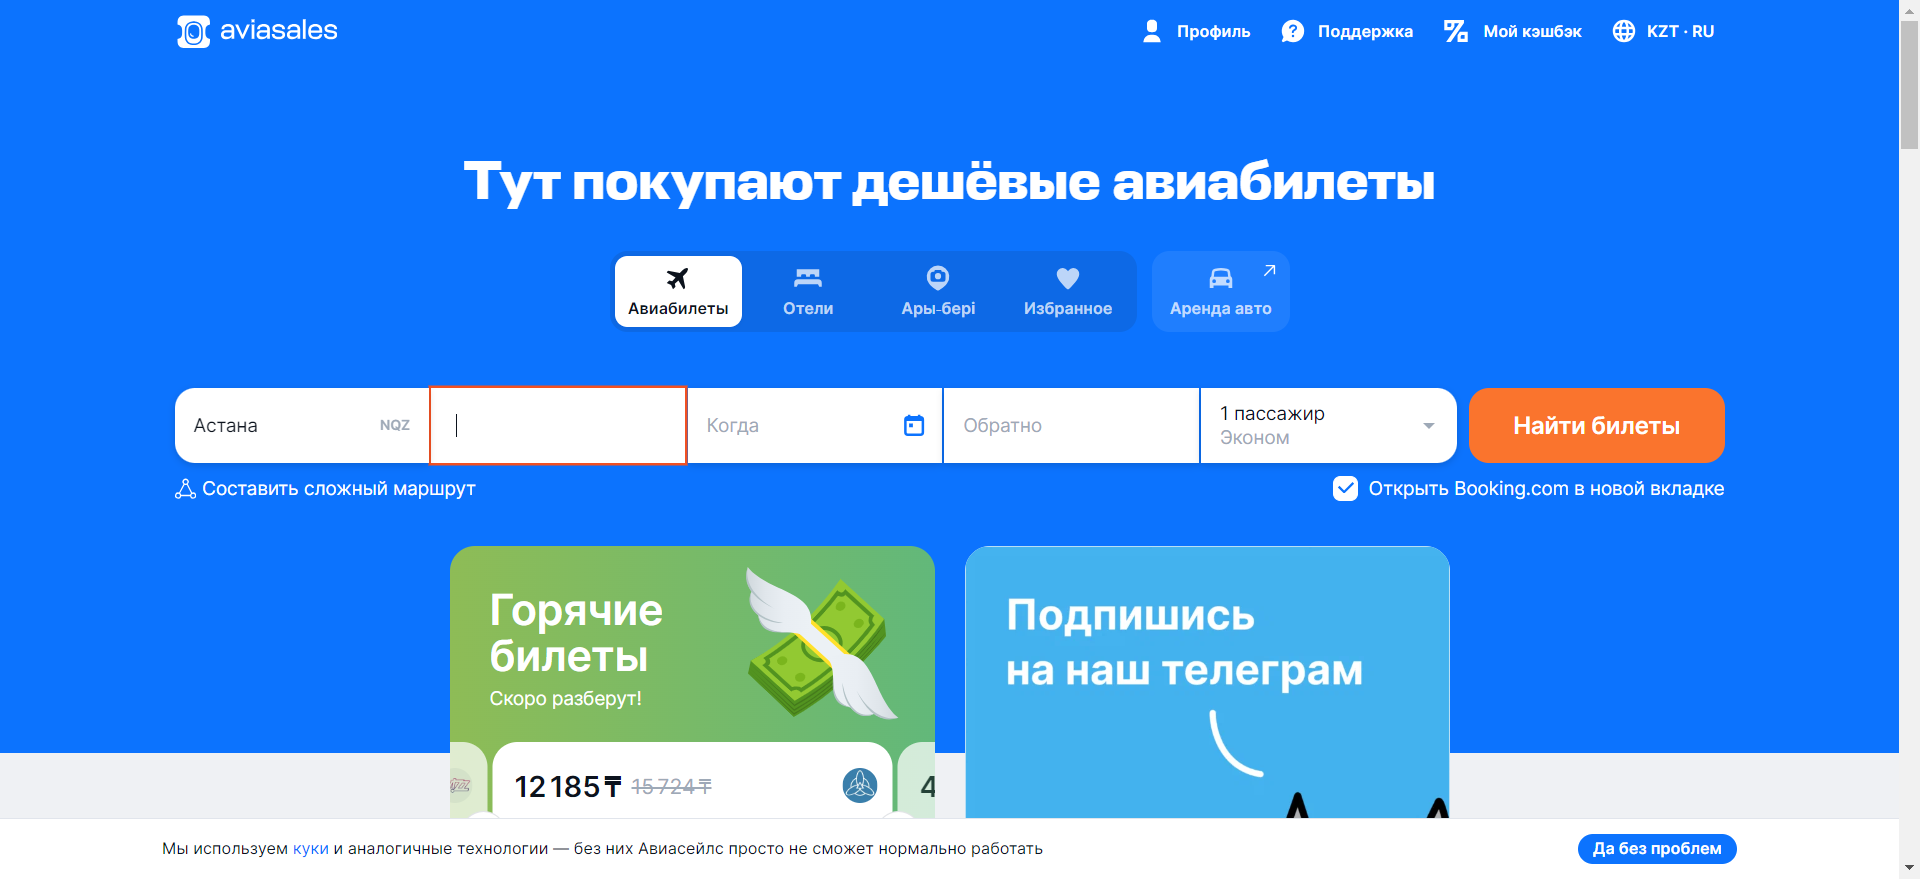 aviasales
Профиль
Поддержка
Мой кэшбэк
KZT · RU
Тут покупают дешёвые авиабилеты
Авиабилеты
Отели
Ары-бері
Избранное
Аренда авто
Астана NQZ
Когда
Обратно
1 пассажир
Эконом
Найти билеты
Составить сложный маршрут
Открыть Booking.com в новой вкладке
Горячие
билеты
Скоро разберут!
12 185 ₸ 15 724 ₸
4
Подпишись
на наш телеграм
Мы используем куки и аналогичные технологии — без них Авиасейлс просто не сможет нормально работать
Да без проблем